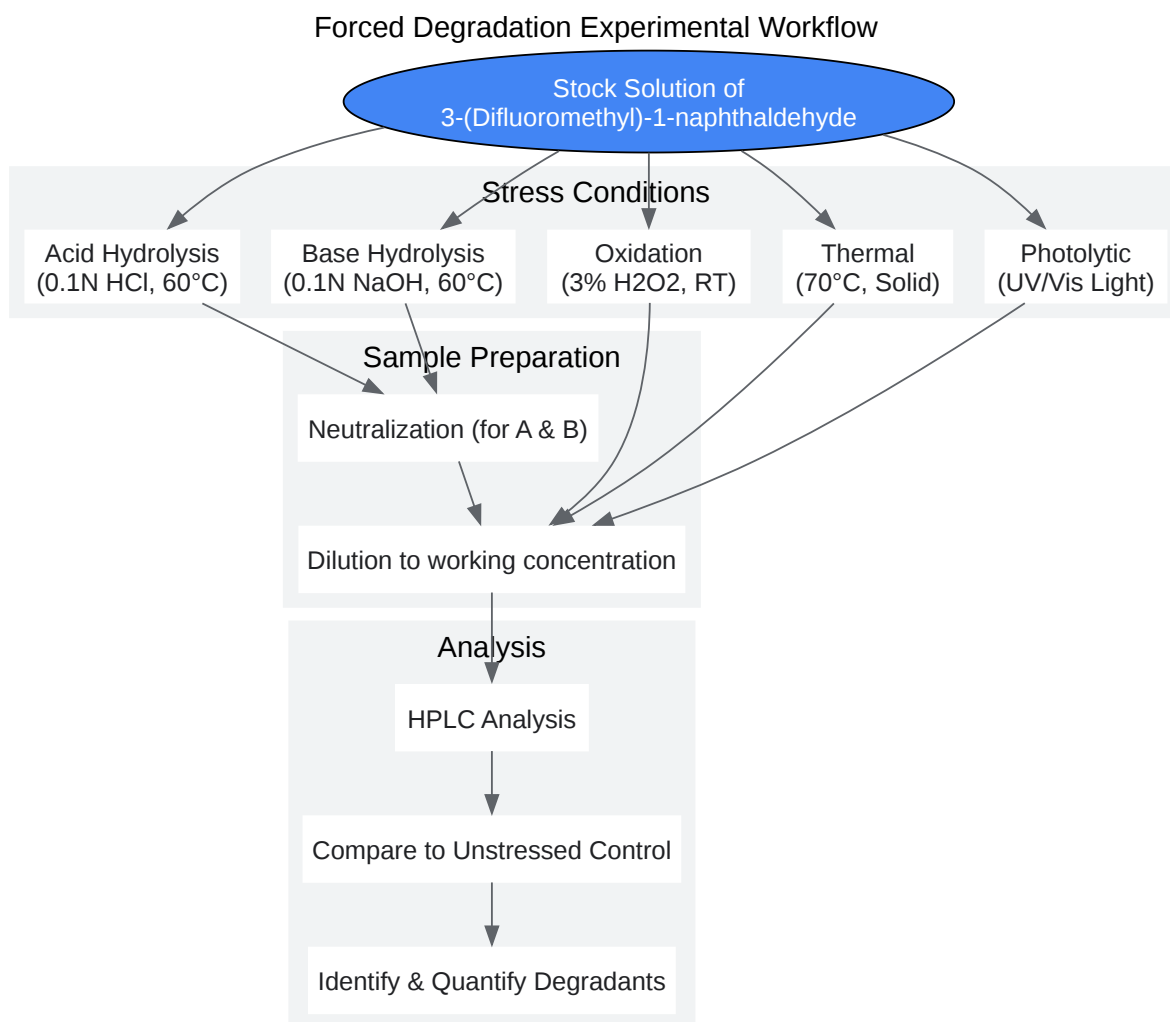 Forced Degradation Experimental Workflow
Stock Solution of
3-(Difluoromethyl)-1-naphthaldehyde
Stress Conditions
Acid Hydrolysis
(0.1N HCl, 60°C)
Base Hydrolysis
(0.1N NaOH, 60°C)
Oxidation
(3% H2O2, RT)
Thermal
(70°C, Solid)
Photolytic
(UV/Vis Light)
Sample Preparation
Neutralization (for A & B)
Dilution to working concentration
Analysis
HPLC Analysis
Compare to Unstressed Control
Identify & Quantify Degradants